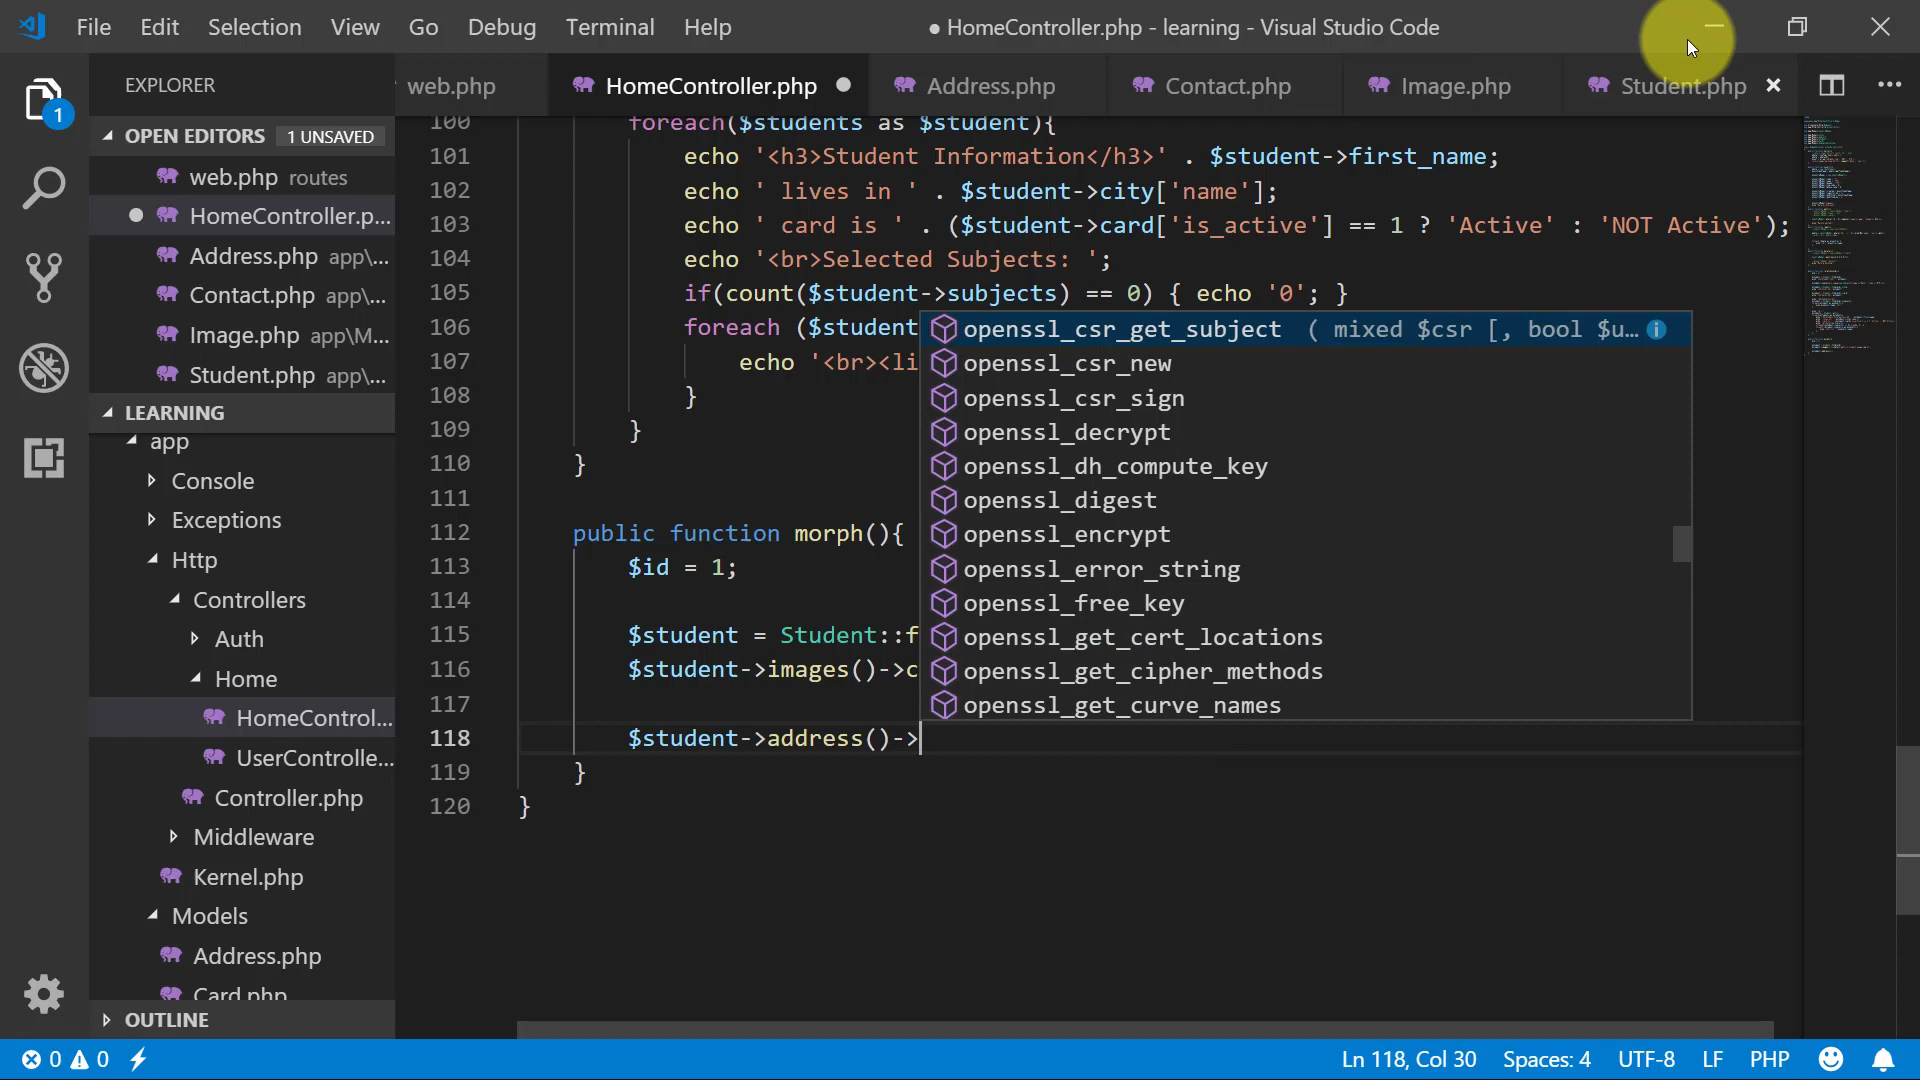 File Edit Selection View Go Debug Terminal Help
● HomeController.php - learning - Visual Studio Code
1
EXPLORER
web.php
HomeController.php
Address.php
Contact.php
Image.php
Student.php
OPEN EDITORS 1 UNSAVED
web.php routes
HomeController.p...
Address.php app\...
Contact.php app\...
Image.php app\M...
Student.php app\...
LEARNING
app
Console
Exceptions
Http
Controllers
Auth
Home
HomeControl...
UserControlle...
Controller.php
Middleware
Kernel.php
Models
Address.php
Card.php
OUTLINE
100 foreach($students as $student){
101 echo '<h3>Student Information</h3>' . $student->first_name;
102 echo ' lives in ' . $student->city['name'];
103 echo ' card is ' . ($student->card['is_active'] == 1 ? 'Active' : 'NOT Active');
104 echo '<br>Selected Subjects: ';
105 if(count($student->subjects) == 0) { echo '0'; }
106 foreach ($student
107 echo '<br><li
108 }
109 }
110 }
111
112 public function morph(){
113 $id = 1;
114
115 $student = Student::f
116 $student->images()->c
117
118 $student->address()->
119 }
120 }
openssl_csr_get_subject ( mixed $csr [, bool $u...
openssl_csr_new
openssl_csr_sign
openssl_decrypt
openssl_dh_compute_key
openssl_digest
openssl_encrypt
openssl_error_string
openssl_free_key
openssl_get_cert_locations
openssl_get_cipher_methods
openssl_get_curve_names
0 0
Ln 118, Col 30 Spaces: 4 UTF-8 LF PHP